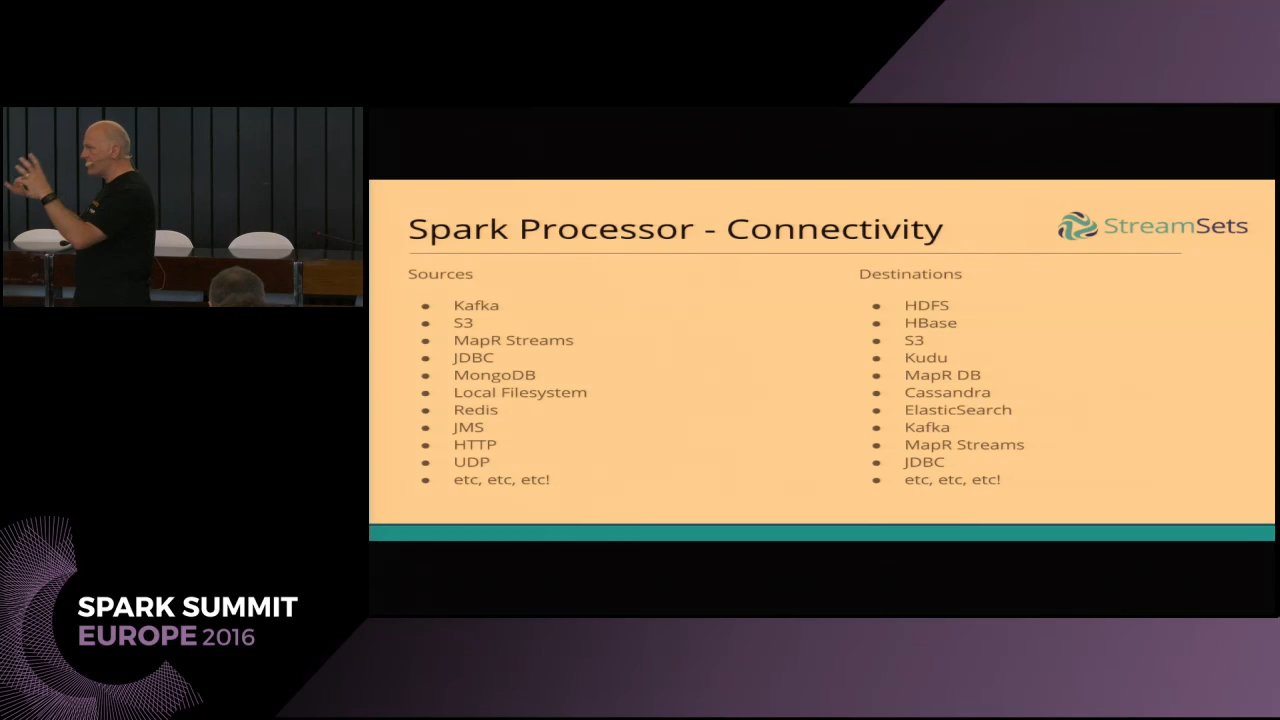 Spark Processor - Connectivity
StreamSets
Sources
Kafka
S3
MapR Streams
JDBC
MongoDB
Local Filesystem
Redis
JMS
HTTP
UDP
etc, etc, etc!
Destinations
HDFS
HBase
S3
Kudu
MapR DB
Cassandra
ElasticSearch
Kafka
MapR Streams
JDBC
etc, etc, etc!
SPARK SUMMIT
EUROPE 2016